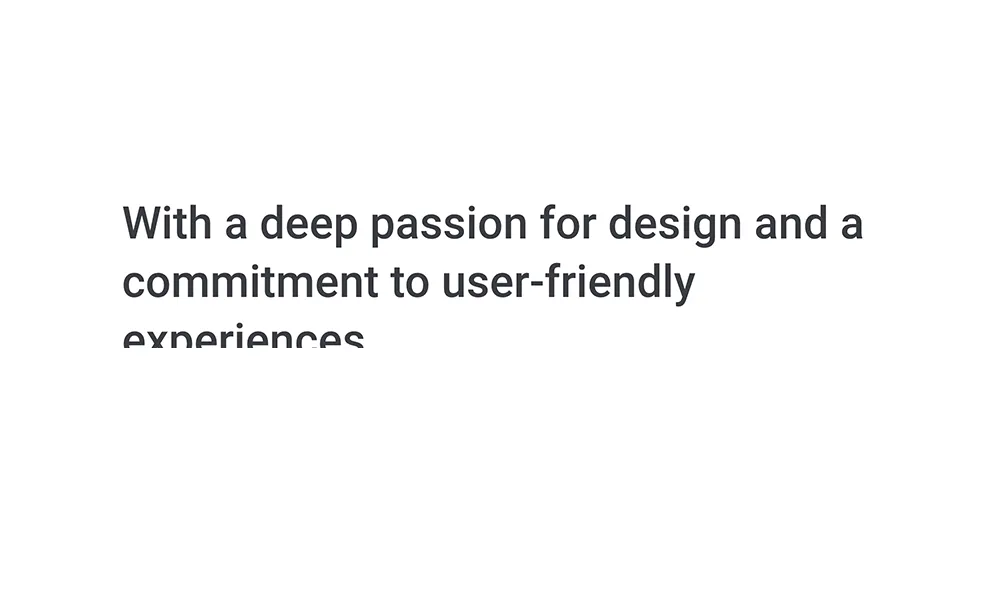 With a deep passion for design and a
commitment to user-friendly
experiences